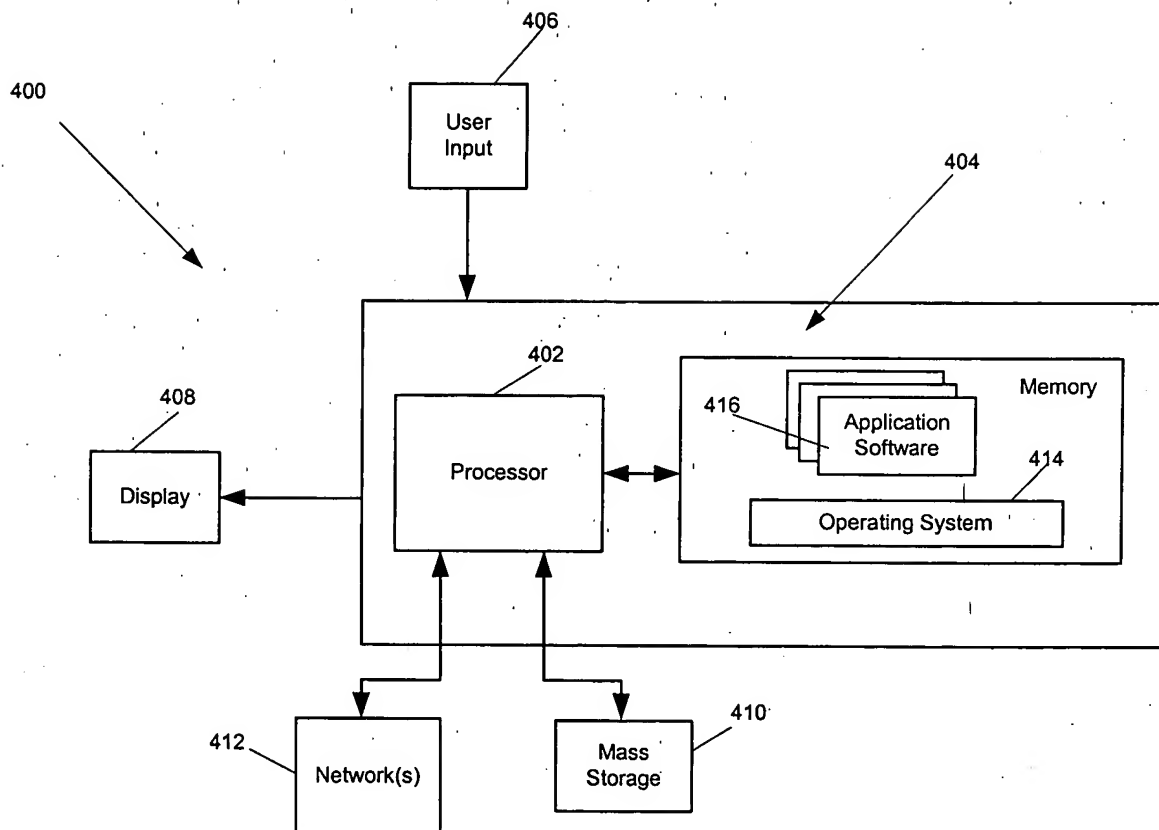 406
400
User
Input
404
402
Memory
408
416
Application
Software
414
Processor
Display
Operating System
412
Network(s)
410
Mass
Storage